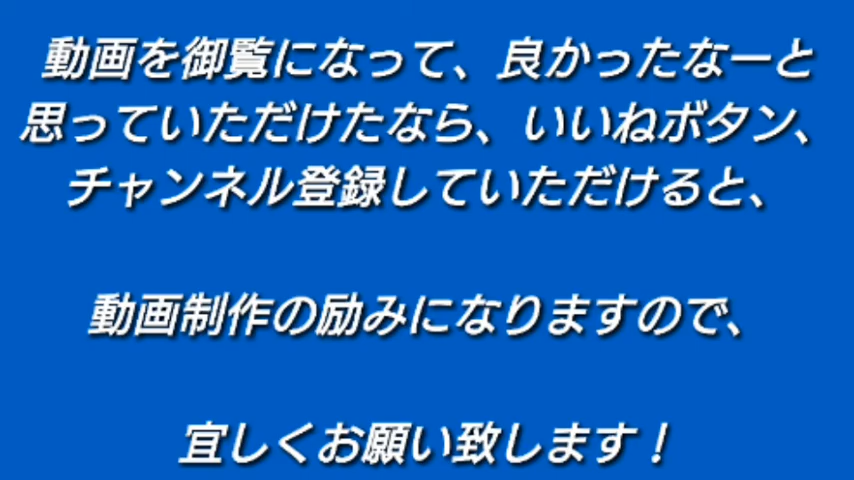 動画を御覧になって、良かったなーと
思っていただけたなら、いいねボタン、
チャンネル登録していただけると、
動画制作の励みになりますので、
宜しくお願い致します！